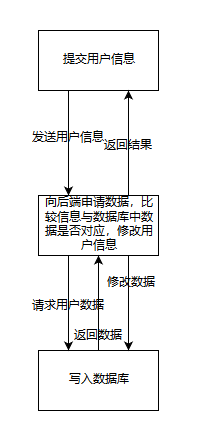 提交用户信息
发送用户信息
返回结果
向后端申请数据，比
较信息与数据库中数
据是否对应，修改用
户信息
修改数据
请求用户数据
返回数据
写入数据库